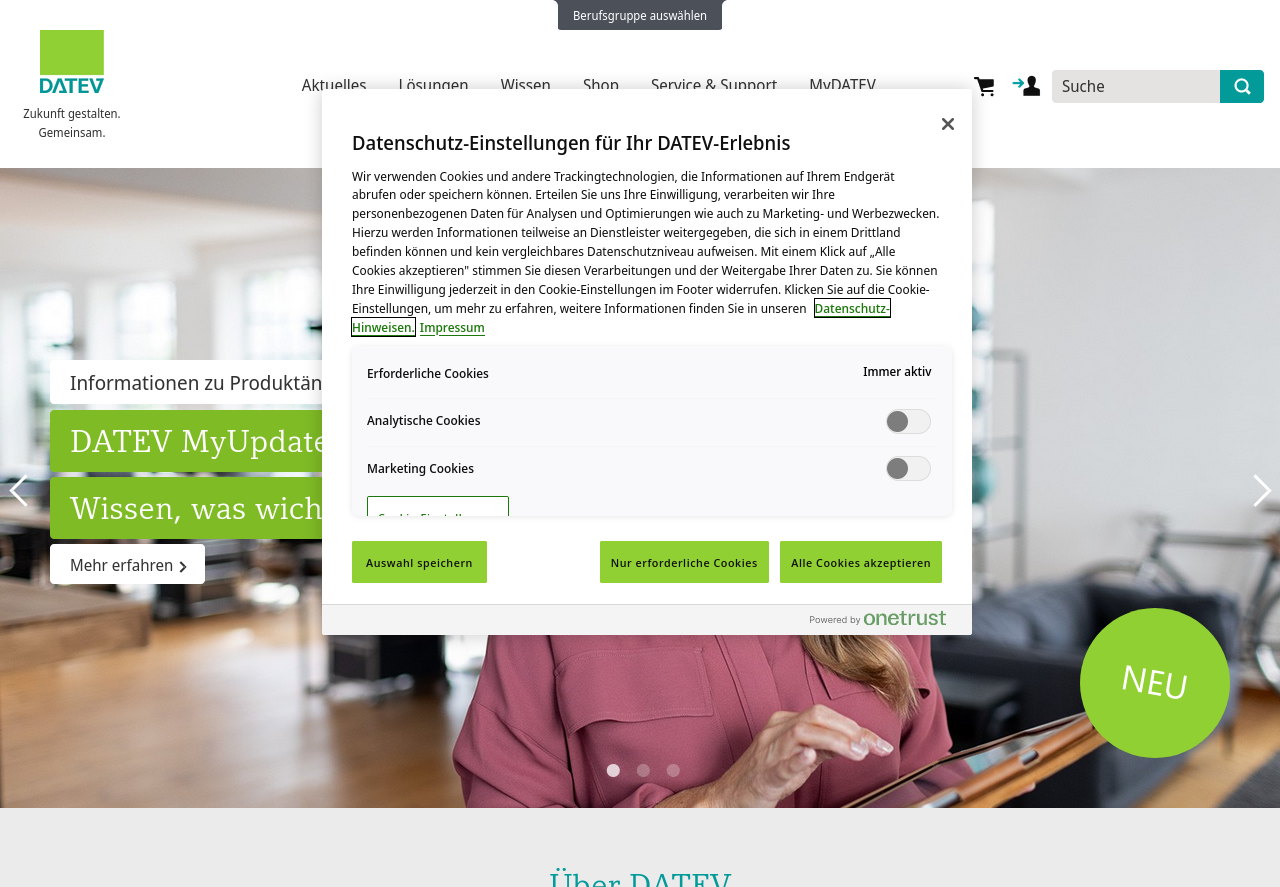 Berufsgruppe auswählen
DATEV
Zukunft gestalten.
Gemeinsam.
Aktuelles Lösungen Wissen Shop Service & Support MyDATEV
Suche
Datenschutz-Einstellungen für Ihr DATEV-Erlebnis
Wir verwenden Cookies und andere Trackingtechnologien, die Informationen auf Ihrem Endgerät
abrufen oder speichern können. Erteilen Sie uns Ihre Einwilligung, verarbeiten wir Ihre
personenbezogenen Daten für Analysen und Optimierungen wie auch zu Marketing- und Werbezwecken.
Hierzu werden Informationen teilweise an Dienstleister weitergegeben, die sich in einem Drittland
befinden können und kein vergleichbares Datenschutzniveau aufweisen. Mit einem Klick auf „Alle
Cookies akzeptieren" stimmen Sie diesen Verarbeitungen und der Weitergabe Ihrer Daten zu. Sie können
Ihre Einwilligung jederzeit in den Cookie-Einstellungen im Footer widerrufen. Klicken Sie auf die Cookie-
Einstellungen, um mehr zu erfahren, weitere Informationen finden Sie in unseren Datenschutz-
Hinweisen. Impressum
Erforderliche Cookies Immer aktiv
Analytische Cookies
Marketing Cookies
Auswahl speichern Nur erforderliche Cookies Alle Cookies akzeptieren
Powered by onetrust
Informationen zu Produktän
DATEV MyUpdate
Wissen, was wich
Mehr erfahren
NEU
Über DATEV